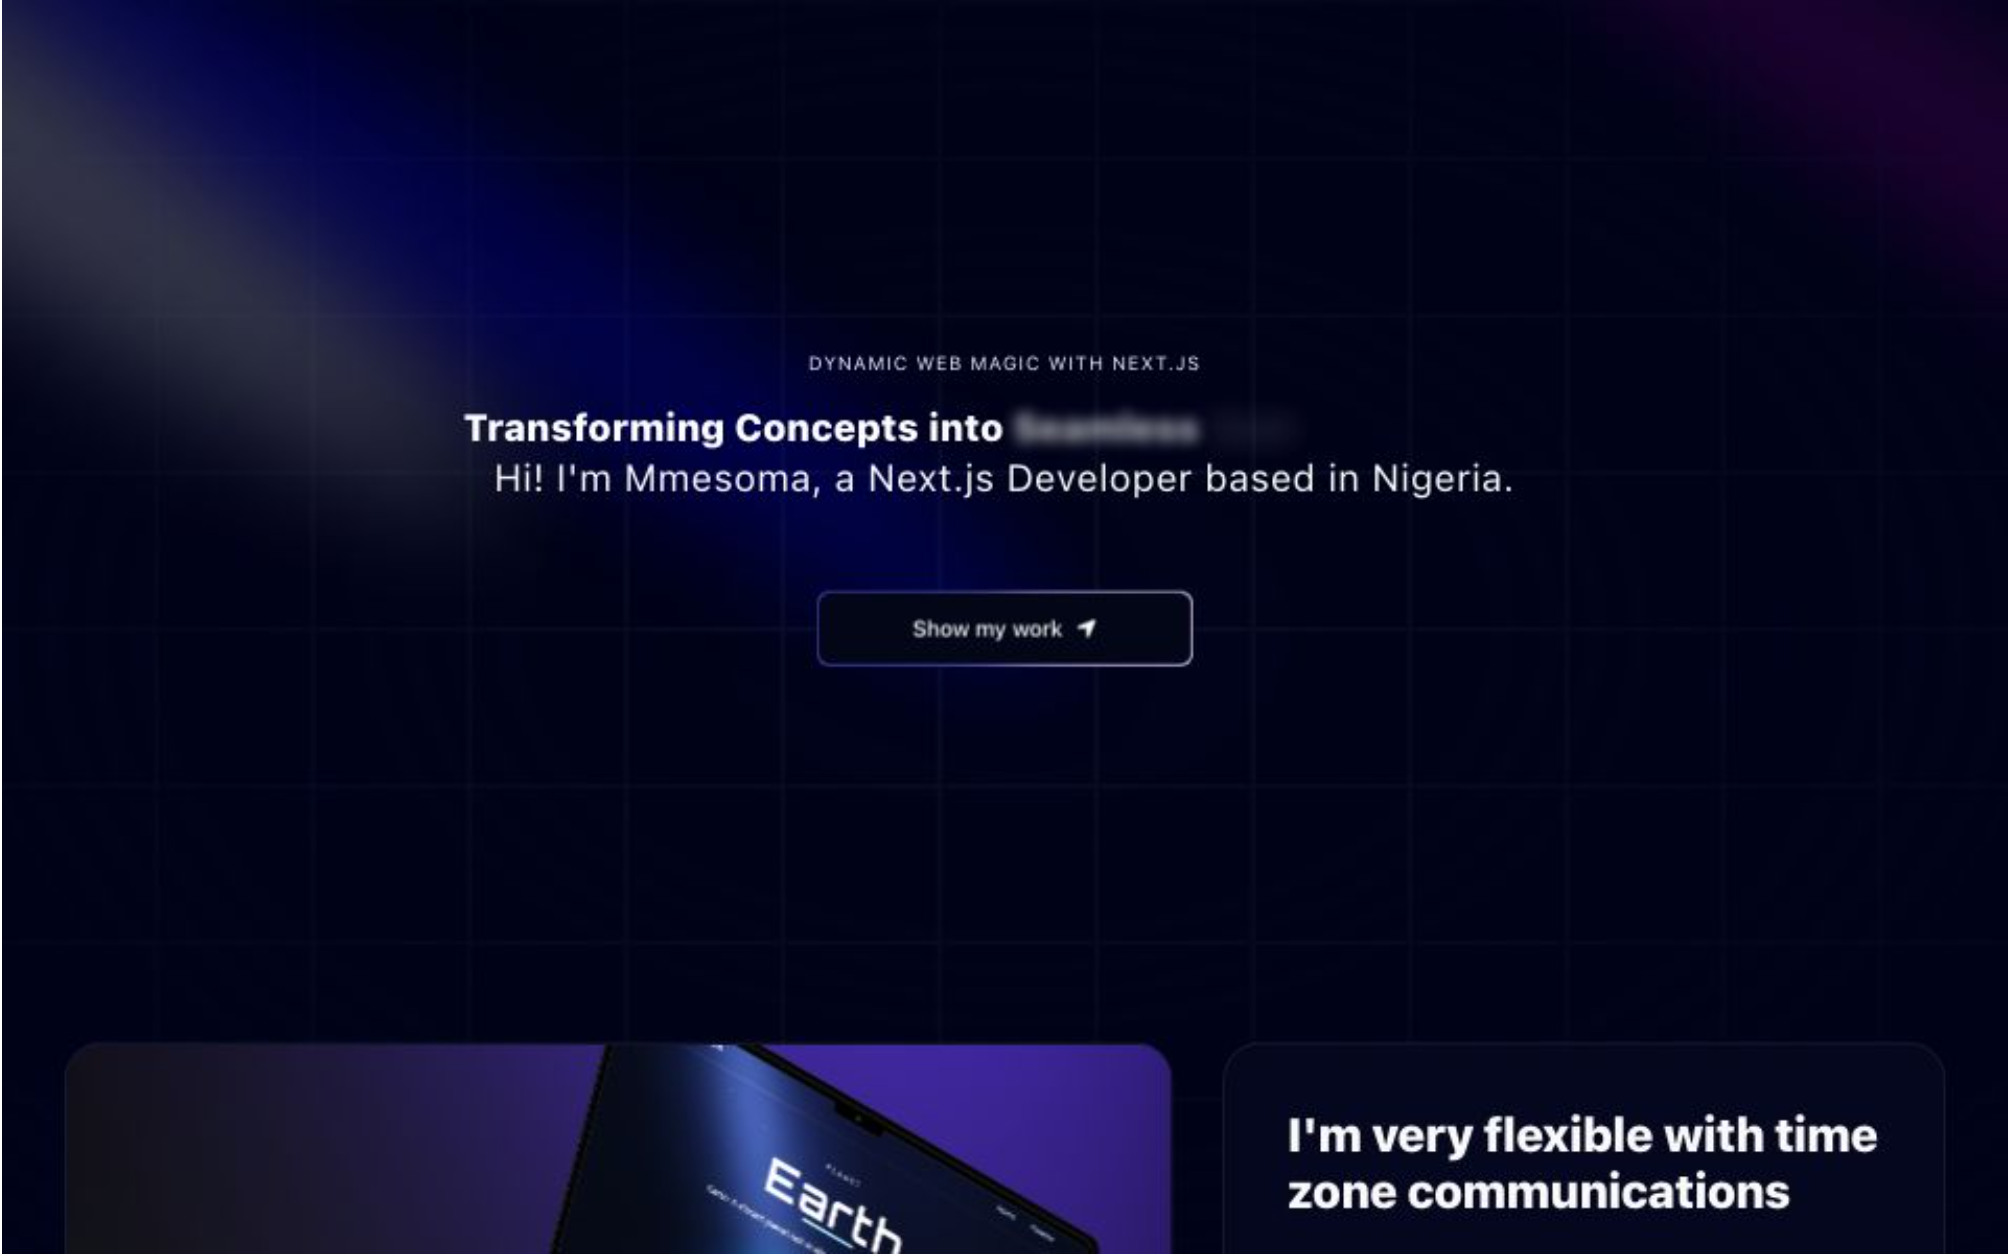 DYNAMIC WEB MAGIC WITH NEXT.JS
Transforming Concepts into Seamless
Hi! I'm Mmesoma, a Next.js Developer based in Nigeria.
Show my work
PLANET
Earth
I'm very flexible with time
zone communications